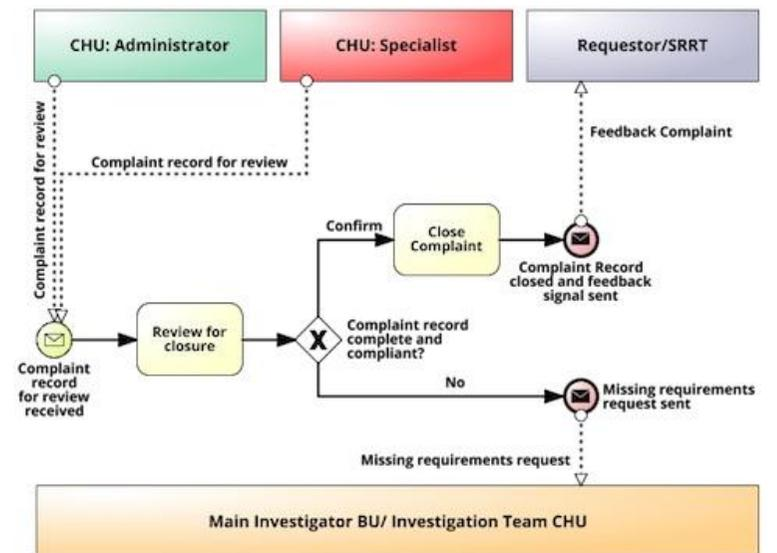 CHU: Administrator
CHU: Specialist
Requestor/SRRT
Complaint record for review
Complaint record for review
Feedback Complaint
Confirm
Close
Complaint
Complaint Record
closed and feedback
signal sent
Review for
closure
X
Complaint record
complete and
compliant?
Complaint
record
for review
received
No
Missing requirements
request sent
Missing requirements request
Main Investigator BU/ Investigation Team CHU